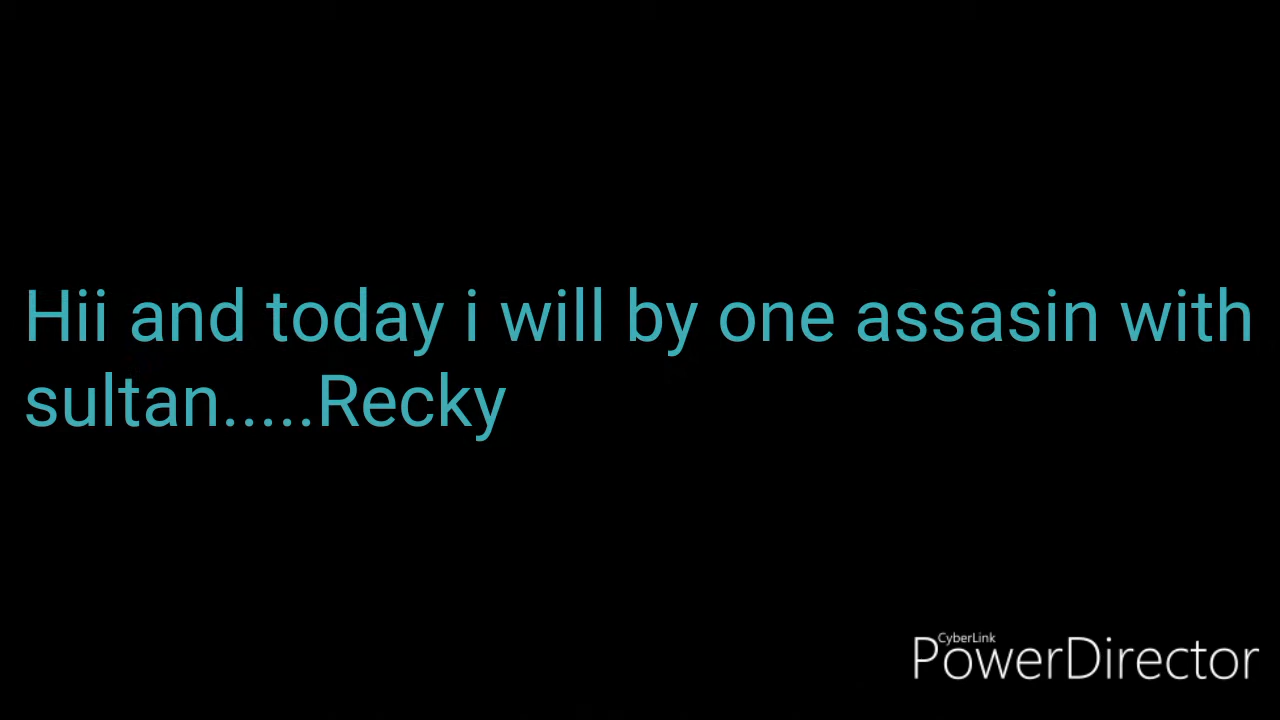 Hii and today i will by one assasin with
sultan.....Recky
CyberLink
PowerDirector